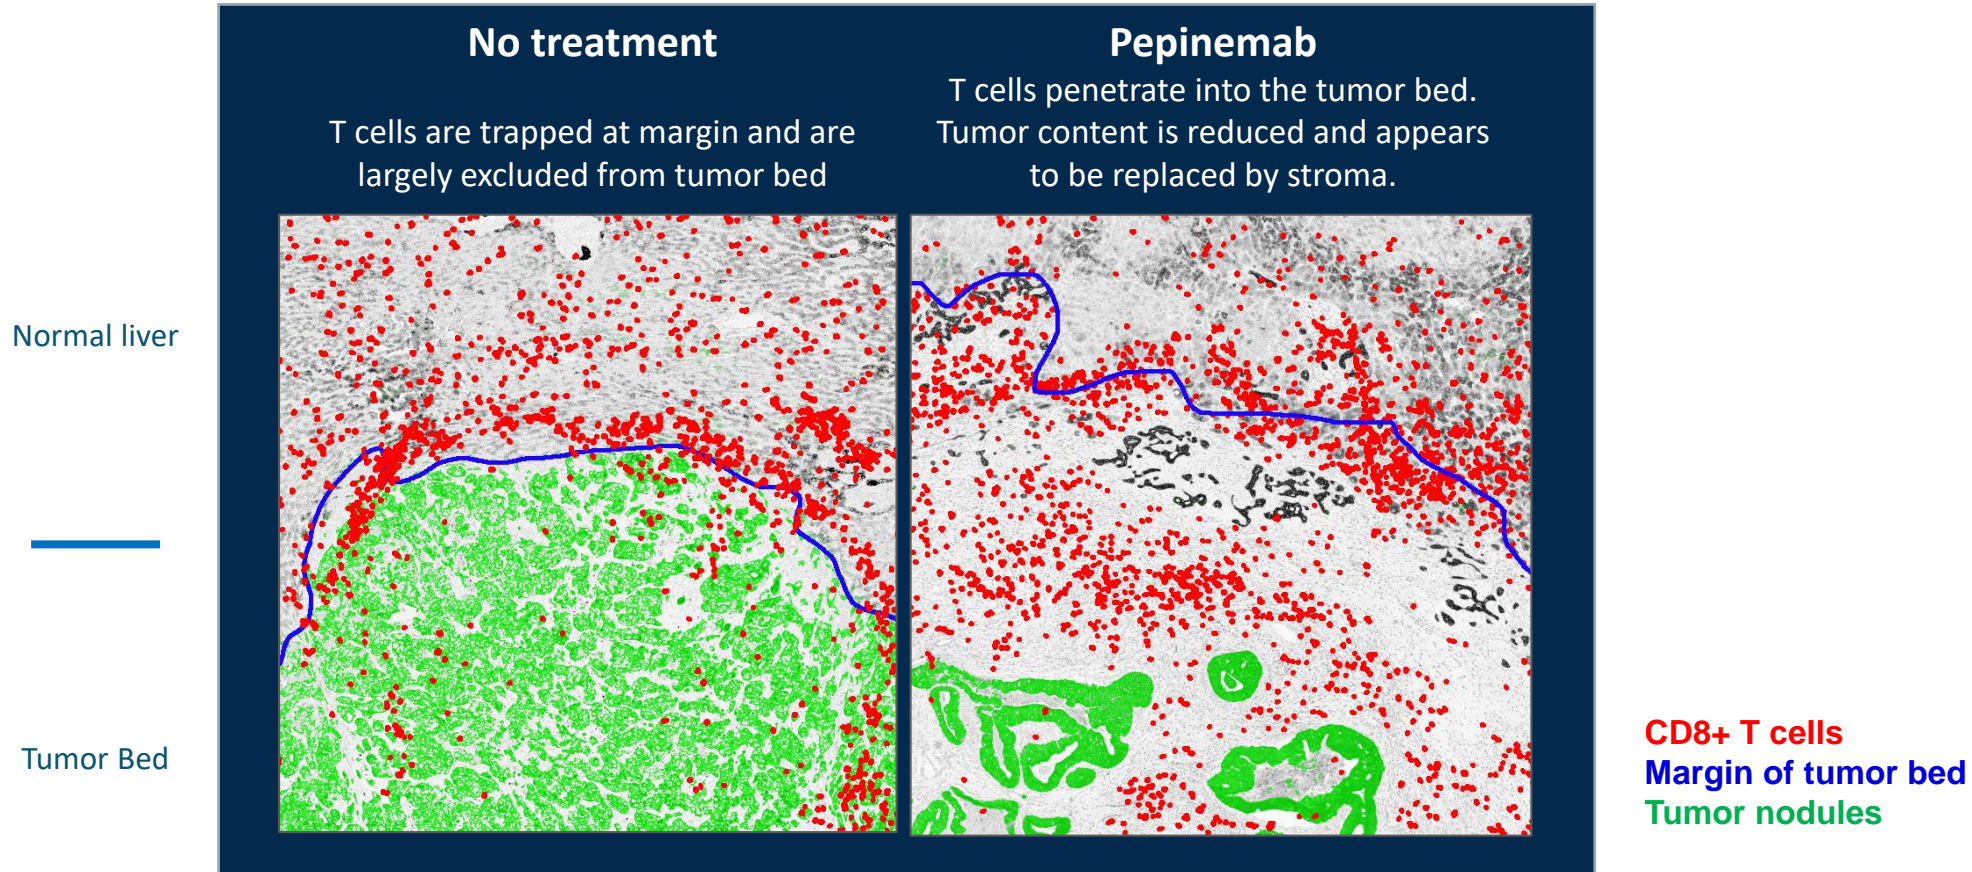 No treatment
T cells are trapped at margin and are
largely excluded from tumor bed
Pepinemab
T cells penetrate into the tumor bed.
Tumor content is reduced and appears
to be replaced by stroma.
Normal liver
Tumor Bed
CD8+ T cells
Margin of tumor bed
Tumor nodules